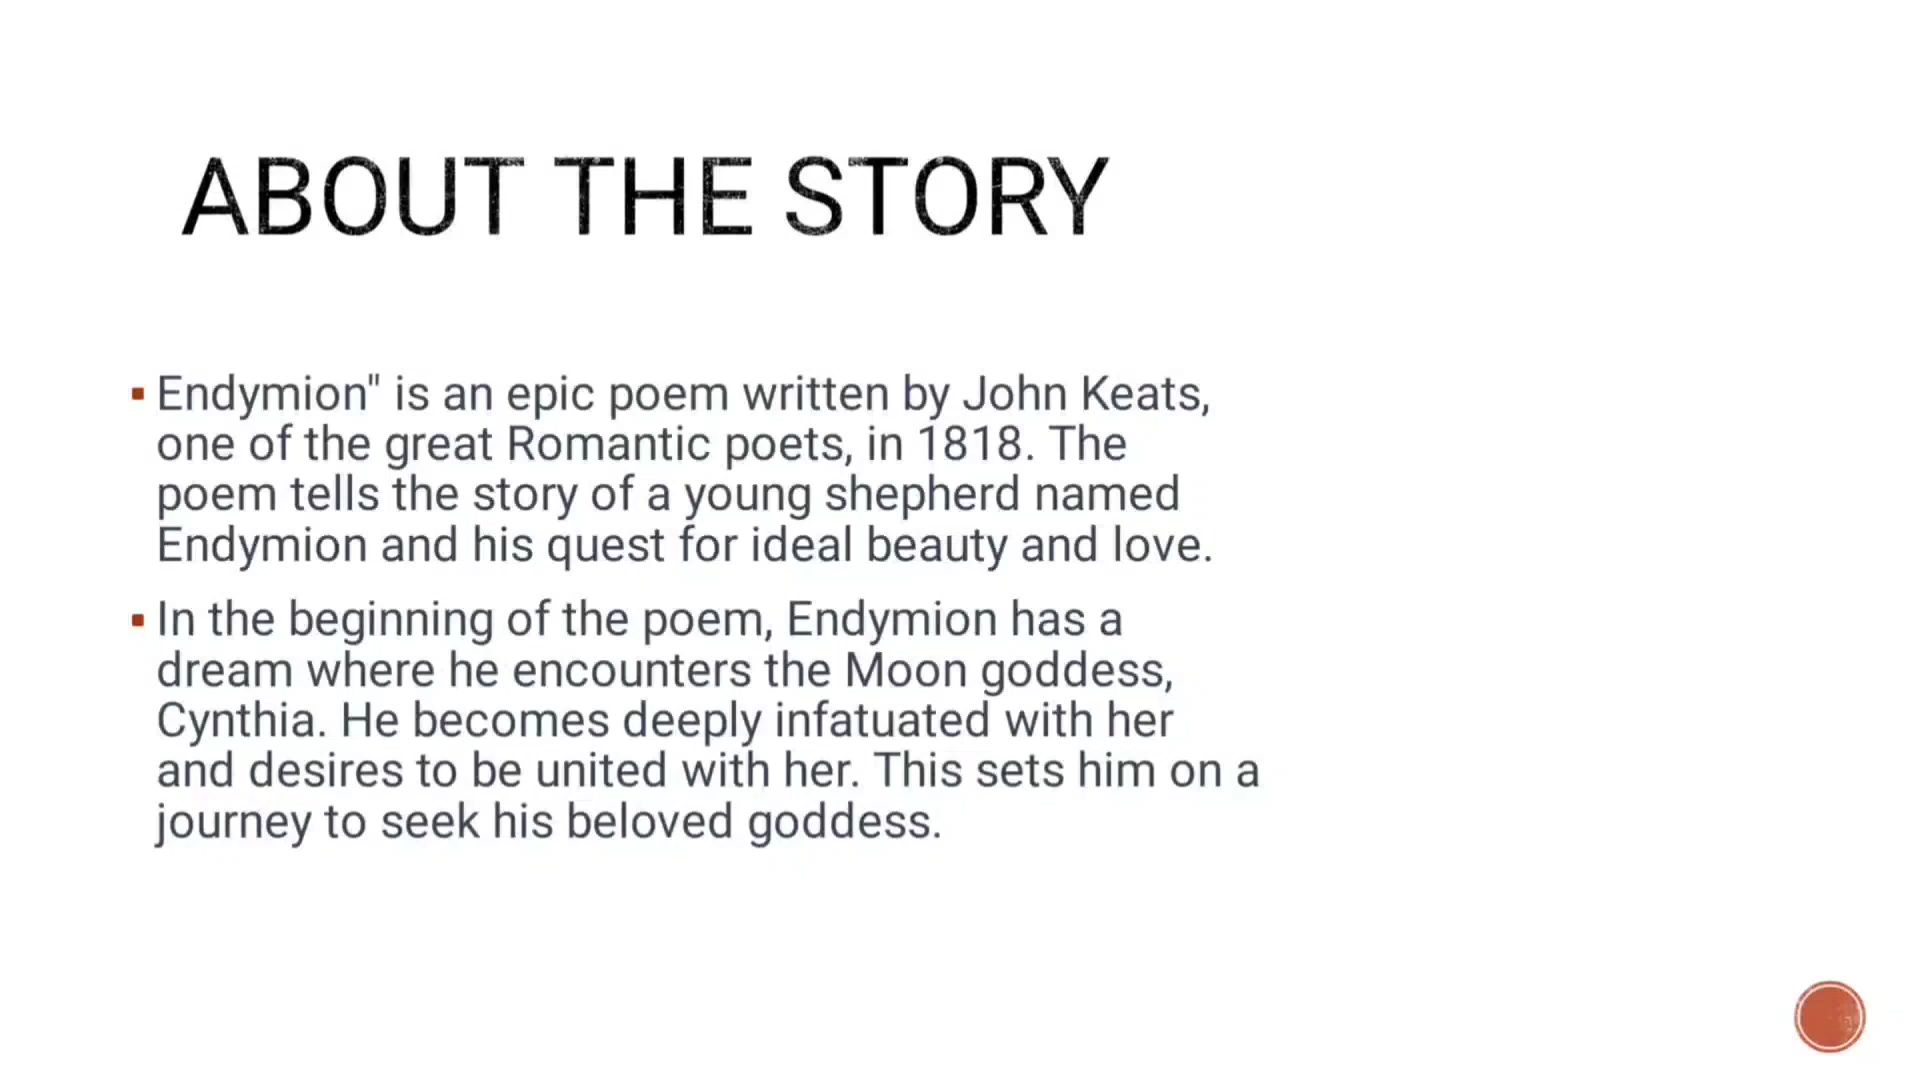 ABOUT THE STORY
▪ Endymion" is an epic poem written by John Keats,
one of the great Romantic poets, in 1818. The
poem tells the story of a young shepherd named
Endymion and his quest for ideal beauty and love.
▪ In the beginning of the poem, Endymion has a
dream where he encounters the Moon goddess,
Cynthia. He becomes deeply infatuated with her
and desires to be united with her. This sets him on a
journey to seek his beloved goddess.